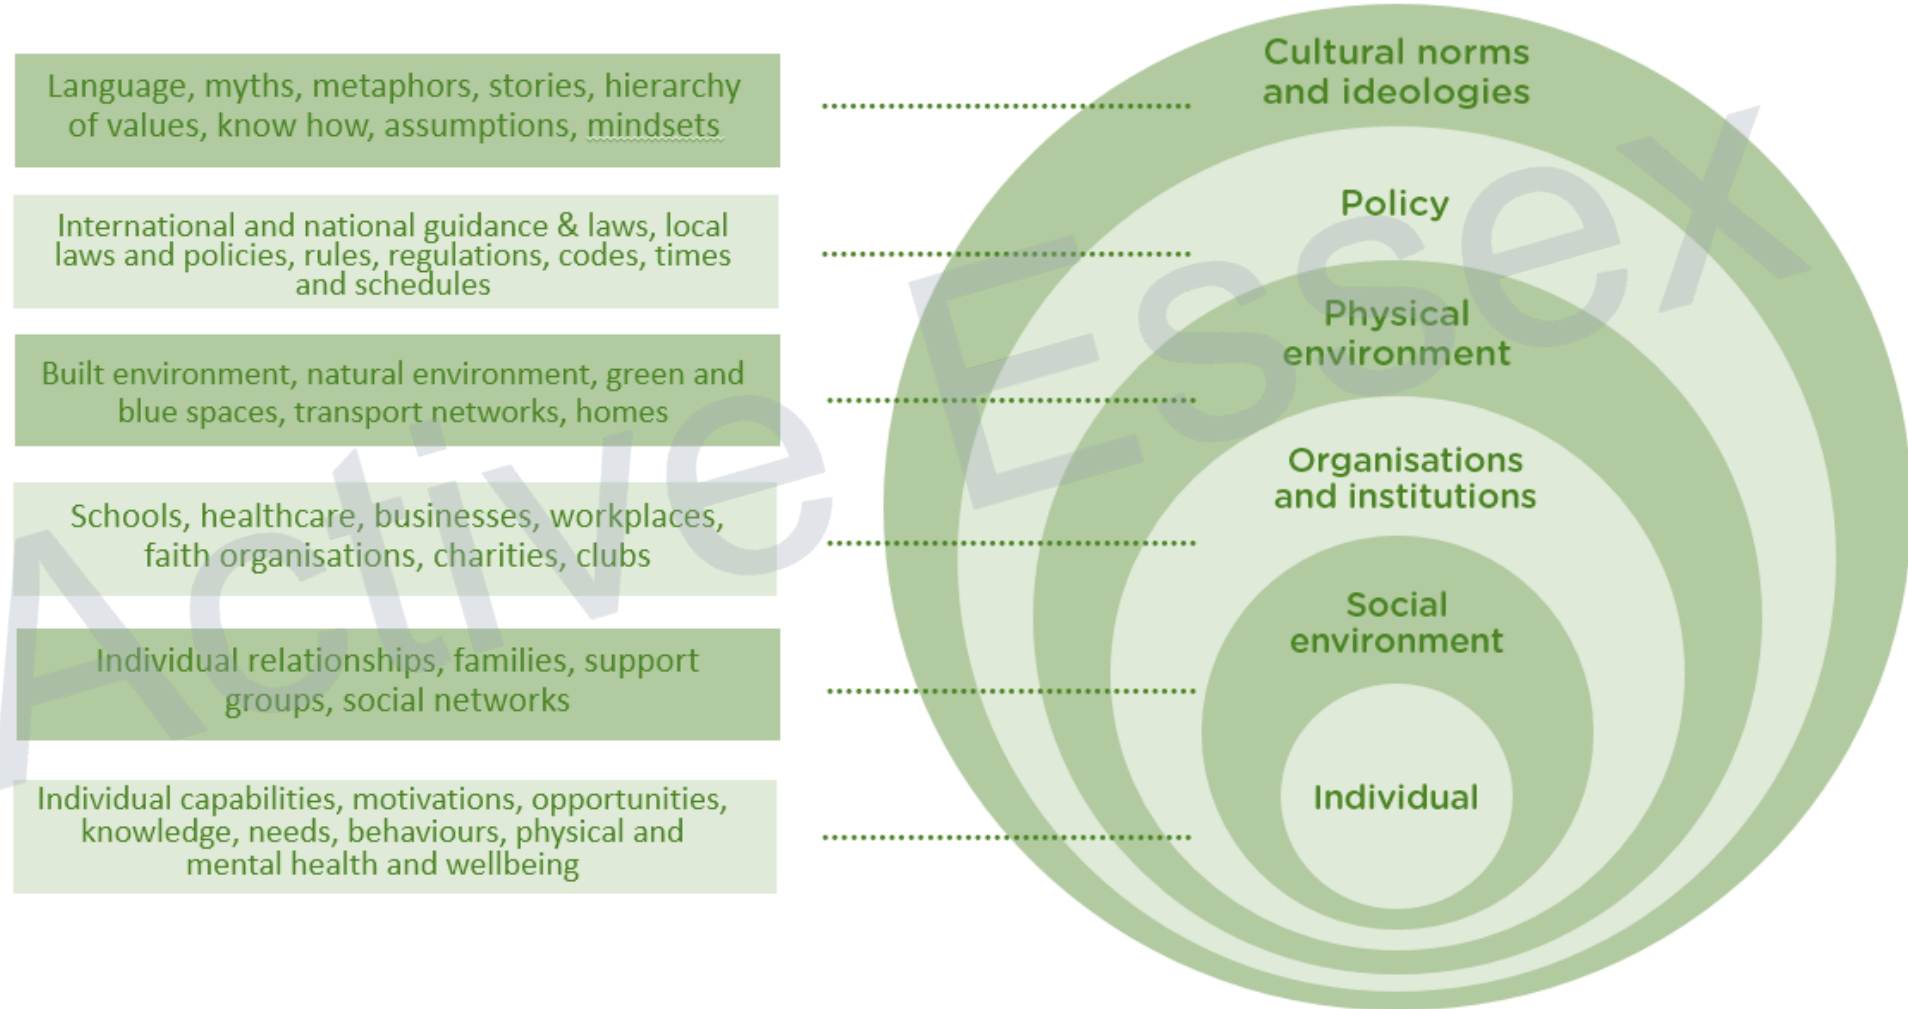 Language, myths, metaphors, stories, hierarchy
of values, know how, assumptions, mindsets
International and national guidance & laws, local
laws and policies, rules, regulations, codes, times
and schedules
Built environment, natural environment, green and
blue spaces, transport networks, homes
Schools, healthcare, businesses, workplaces,
faith organisations, charities, clubs
Individual relationships, families, support
groups, social networks
Individual capabilities, motivations, opportunities,
knowledge, needs, behaviours, physical and
mental health and wellbeing
Cultural norms
and ideologies
Policy
Physical
environment
Organisations
and institutions
Social
environment
Individual
Active Essex